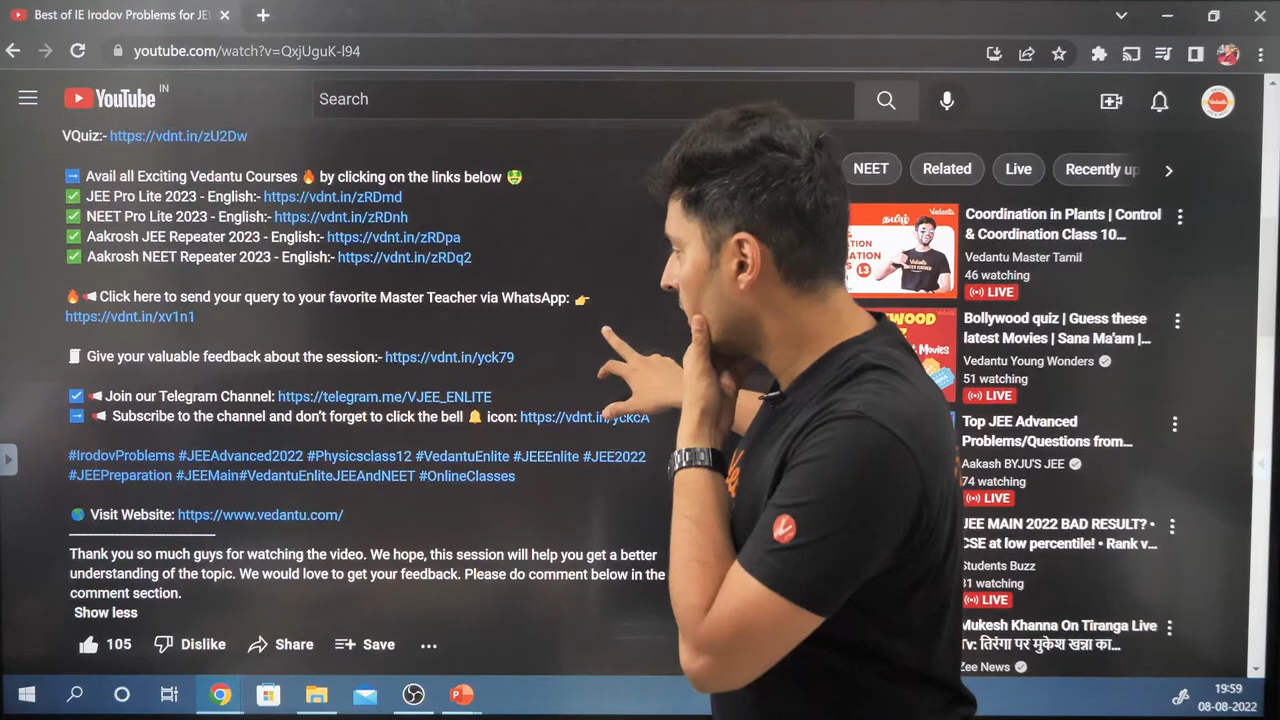 Best of IE Irodov Problems for JE
youtube.com/watch?v=QxjUguK-l94
YouTube IN
Search
VQuiz:- https://vdnt.in/zU2Dw
Avail all Exciting Vedantu Courses 🔥 by clicking on the links below 🤑
✅ JEE Pro Lite 2023 - English:- https://vdnt.in/zRDmd
✅ NEET Pro Lite 2023 - English:- https://vdnt.in/zRDnh
✅ Aakrosh JEE Repeater 2023 - English:- https://vdnt.in/zRDpa
✅ Aakrosh NEET Repeater 2023 - English:- https://vdnt.in/zRDq2
🔥📢Click here to send your query to your favorite Master Teacher via WhatsApp: 👉
https://vdnt.in/xv1n1
Give your valuable feedback about the session:- https://vdnt.in/yck79
Join our Telegram Channel: https://telegram.me/VJEE_ENLITE
Subscribe to the channel and don't forget to click the bell 🔔 icon: https://vdnt.in/yckcA
#IrodovProblems #JEEAdvanced2022 #Physicsclass12 #VedantuEnlite #JEEEnlite #JEE2022
#JEEPreparation #JEEMain#VedantuEnliteJEEAndNEET #OnlineClasses
Visit Website: https://www.vedantu.com/
Thank you so much guys for watching the video. We hope, this session will help you get a better
understanding of the topic. We would love to get your feedback. Please do comment below in the
comment section.
Show less
105 Dislike Share Save
NEET Related Live Recently up
தமிழ்
Vedantu
L3
Coordination in Plants | Control
& Coordination Class 10...
Vedantu Master Tamil
46 watching
LIVE
Bollywood quiz | Guess these
latest Movies | Sana Ma'am |...
Vedantu Young Wonders
51 watching
LIVE
Top JEE Advanced
Problems/Questions from...
Aakash BYJU'S JEE
74 watching
LIVE
JEE MAIN 2022 BAD RESULT? •
CSE at low percentile! • Rank v...
Students Buzz
31 watching
LIVE
Mukesh Khanna On Tiranga Live
Tv: तिरंगा पर मुकेश खन्ना का...
Zee News
19:59
08-08-2022